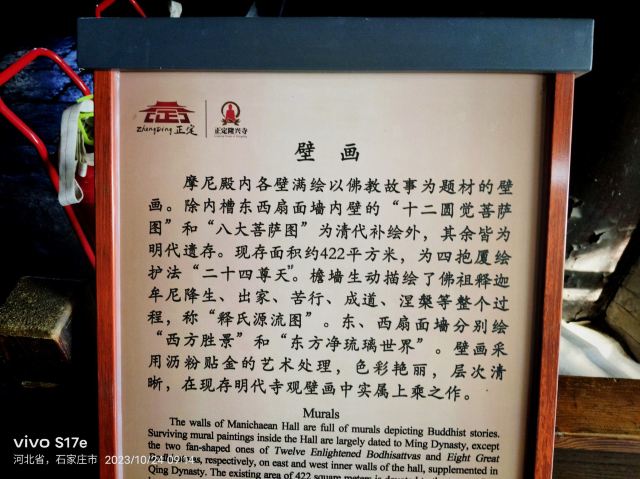 ZhengDing 正定
正定隆兴寺
壁 画
摩尼殿内各壁满绘以佛教故事为题材的壁
画。除内槽东西扇面墙内壁的“十二圆觉菩萨
图”和“八大菩萨图”为清代补绘外，其余皆为
明代遗存。现存面积约422平方米，为四抱厦绘
护法“二十四尊天”。檐墙生动描绘了佛祖释迦
牟尼降生、出家、苦行、成道、涅槃等整个过
程，称“释氏源流图”。东、西扇面墙分别绘
“西方胜景”和“东方净琉璃世界”。壁画采
用沥粉贴金的艺术处理，色彩艳丽，层次清
晰，在现存明代寺观壁画中实属上乘之作。
Murals
The walls of Manichaean Hall are full of murals depicting Buddhist stories.
Surviving mural paintings inside the Hall are largely dated to Ming Dynasty, except
the two fan-shaped ones of Twelve Enlightened Bodhisattvas and Eight Great
respectively, on east and west inner walls of the hall, supplemented in
Qing Dynasty. The existing area of 422 square meters is
vivo S17e
河北省，石家庄市 2023/10/24 09:14